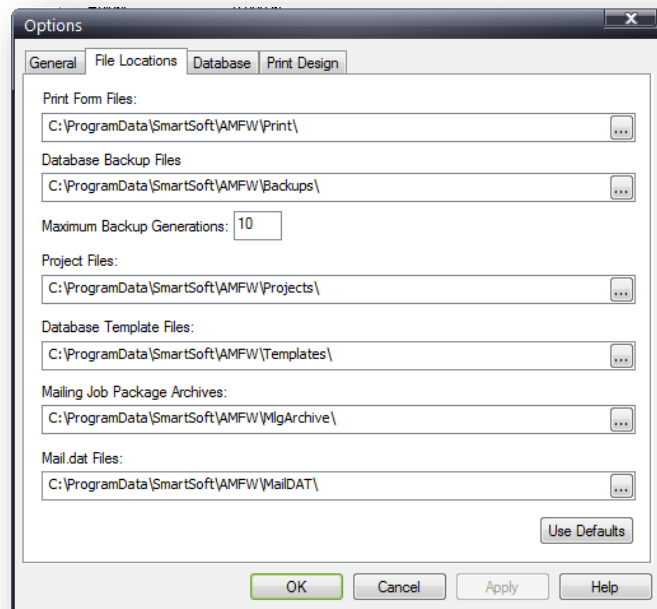 Options
X
General File Locations Database Print Design
Print Form Files:
C:\ProgramData\SmartSoft\AMFW\Print\
...
Database Backup Files
C:\ProgramData\SmartSoft\AMFW\Backups\
...
Maximum Backup Generations: 10
Project Files:
C:\ProgramData\SmartSoft\AMFW\Projects\
...
Database Template Files:
C:\ProgramData\SmartSoft\AMFW\Templates\
...
Mailing Job Package Archives:
C:\ProgramData\SmartSoft\AMFW\MlgArchive\
...
Mail.dat Files:
C:\ProgramData\SmartSoft\AMFW\MailDAT\
...
Use Defaults
OK Cancel Apply Help